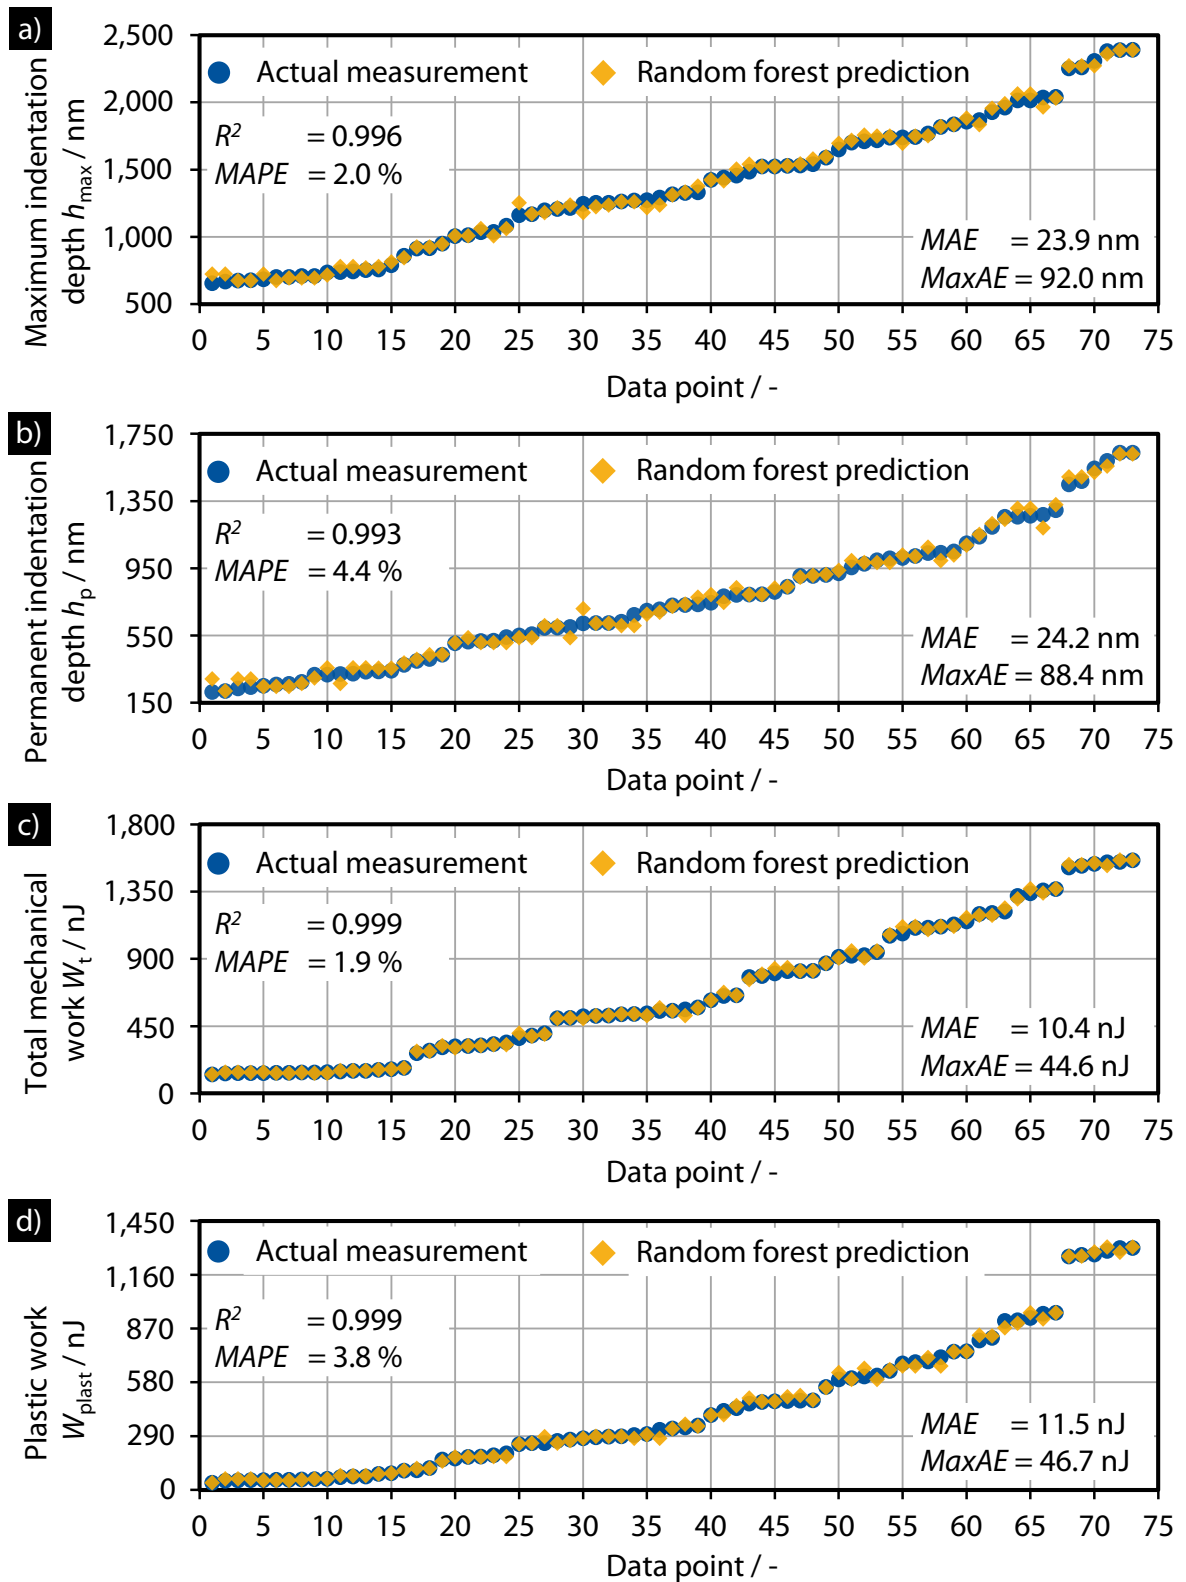 a)
Maximum indentation
depth h_max / nm
2,500
2,000
1,500
1,000
500
Actual measurement
Random forest prediction
R² = 0.996
MAPE = 2.0 %
MAE = 23.9 nm
MaxAE = 92.0 nm
0 5 10 15 20 25 30 35 40 45 50 55 60 65 70 75
Data point / -
b)
Permanent indentation
depth h_p / nm
1,750
1,350
950
550
150
Actual measurement
Random forest prediction
R² = 0.993
MAPE = 4.4 %
MAE = 24.2 nm
MaxAE = 88.4 nm
0 5 10 15 20 25 30 35 40 45 50 55 60 65 70 75
Data point / -
c)
Total mechanical
work W_t / nJ
1,800
1,350
900
450
0
Actual measurement
Random forest prediction
R² = 0.999
MAPE = 1.9 %
MAE = 10.4 nJ
MaxAE = 44.6 nJ
0 5 10 15 20 25 30 35 40 45 50 55 60 65 70 75
Data point / -
d)
Plastic work
W_plast / nJ
1,450
1,160
870
580
290
0
Actual measurement
Random forest prediction
R² = 0.999
MAPE = 3.8 %
MAE = 11.5 nJ
MaxAE = 46.7 nJ
0 5 10 15 20 25 30 35 40 45 50 55 60 65 70 75
Data point / -